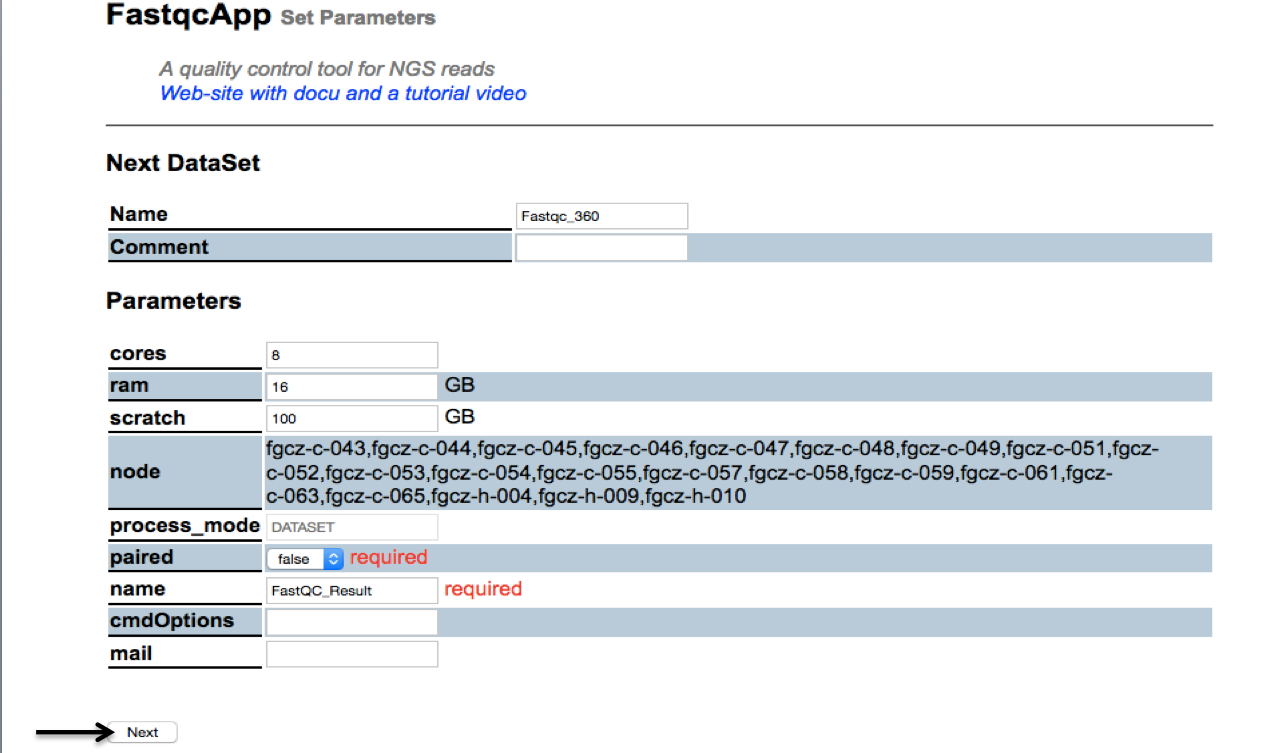 FastqcApp Set Parameters
A quality control tool for NGS reads
Web-site with docu and a tutorial video
Next DataSet
Name Fastqc_360
Comment
Parameters
cores 8
ram 16 GB
scratch 100 GB
node fgcz-c-043,fgcz-c-044,fgcz-c-045,fgcz-c-046,fgcz-c-047,fgcz-c-048,fgcz-c-049,fgcz-c-051,fgcz-
c-052,fgcz-c-053,fgcz-c-054,fgcz-c-055,fgcz-c-057,fgcz-c-058,fgcz-c-059,fgcz-c-061,fgcz-
c-063,fgcz-c-065,fgcz-h-004,fgcz-h-009,fgcz-h-010
process_mode DATASET
paired false required
name FastQC_Result required
cmdOptions
mail
Next